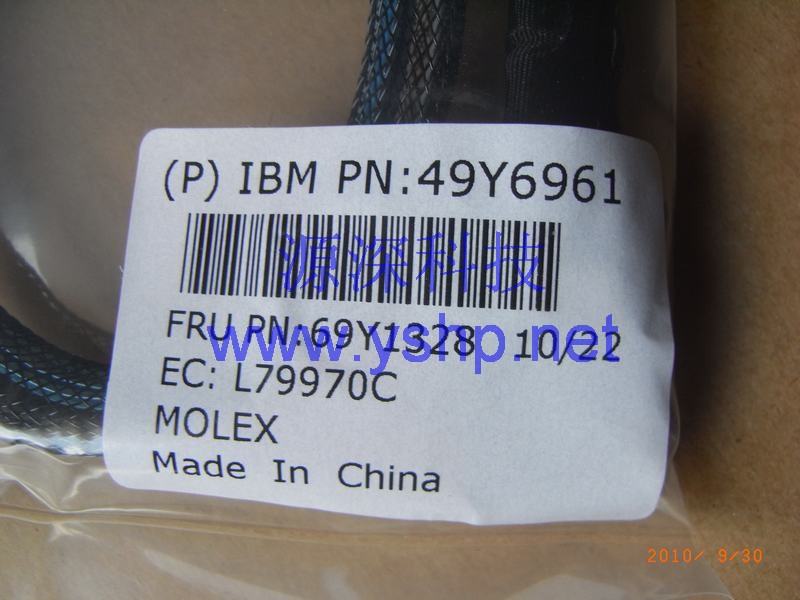 (P) IBM PN:49Y6961
源深科技
FRU PN:69Y1328 10/22
www.yshp.net
EC: L79970C
MOLEX
Made In China
2010/ 9/30